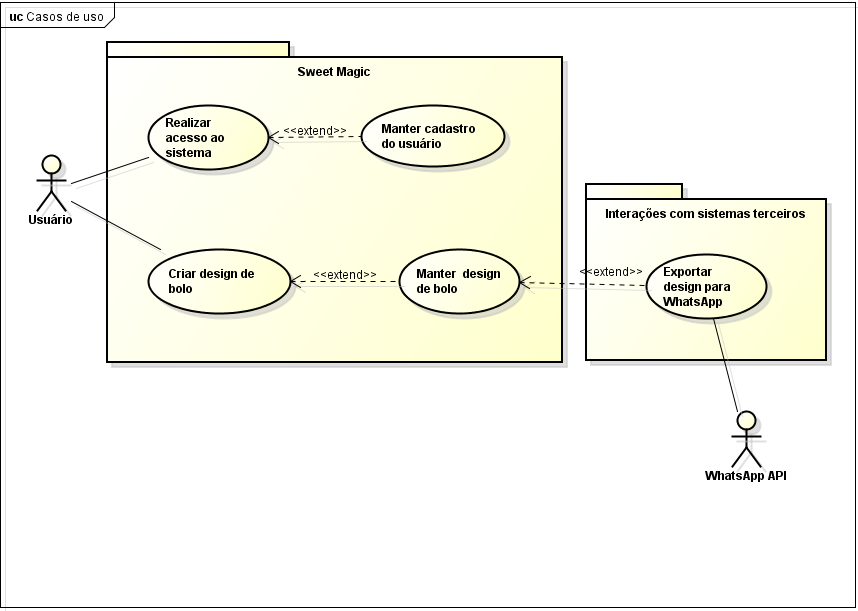 uc Casos de uso
Sweet Magic
Realizar
acesso ao
sistema
<<extend>>
Manter cadastro
do usuário
Usuário
Interações com sistemas terceiros
Criar design de
bolo
<<extend>>
Manter  design
de bolo
<<extend>>
Exportar
design para
WhatsApp
WhatsApp API